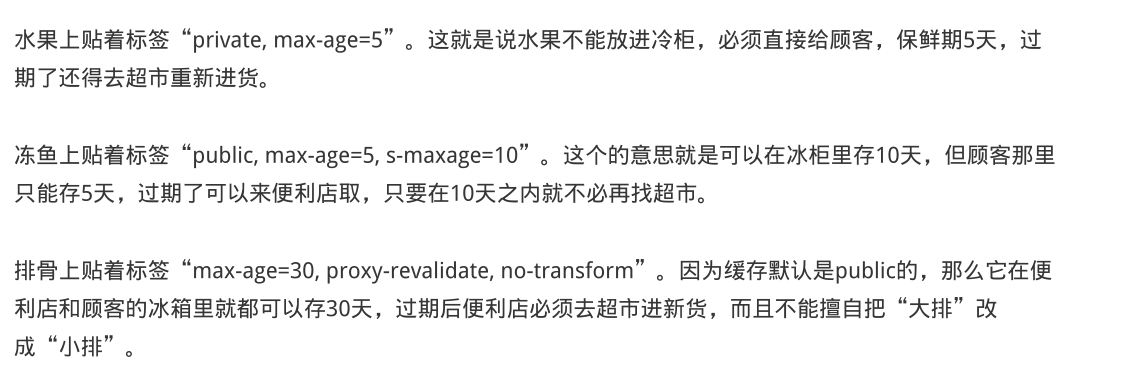 水果上贴着标签“private, max-age=5”。这就是说水果不能放进冷柜，必须直接给顾客，保鲜期5天，过
期了还得去超市重新进货。
冻鱼上贴着标签“public, max-age=5, s-maxage=10”。这个的意思就是可以在冰柜里存10天，但顾客那里
只能存5天，过期了可以来便利店取，只要在10天之内就不必再找超市。
排骨上贴着标签“max-age=30, proxy-revalidate, no-transform”。因为缓存默认是public的，那么它在便
利店和顾客的冰箱里就都可以存30天，过期后便利店必须去超市进新货，而且不能擅自把“大排”改
成“小排”。